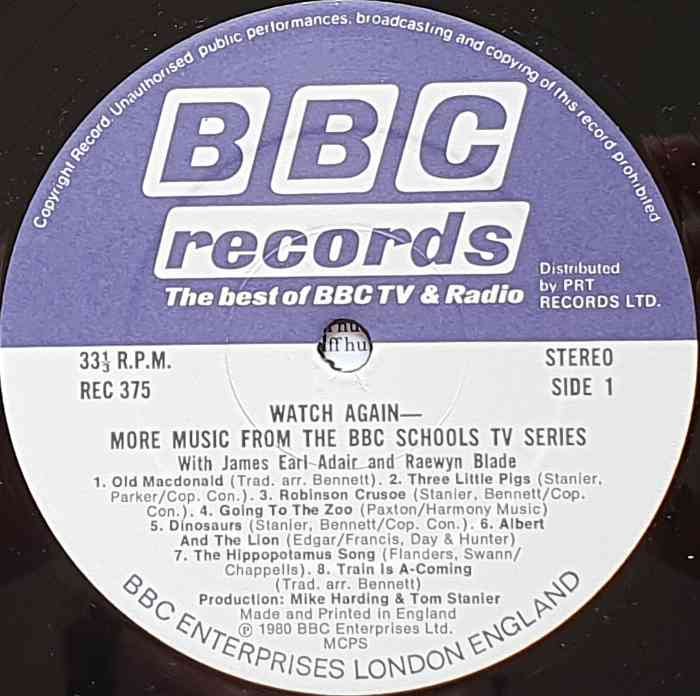 Copyright Record. Unauthorised public performances, broadcasting and copying of this record prohibited
BBC
records
The best of BBC TV & Radio
Distributed
by PRT
RECORDS LTD.
33⅓ R.P.M.
REC 375
STEREO
SIDE 1
WATCH AGAIN—
MORE MUSIC FROM THE BBC SCHOOLS TV SERIES
With James Earl Adair and Raewyn Blade
1. Old Macdonald (Trad. arr. Bennett). 2. Three Little Pigs (Stanier,
Parker/Cop. Con.). 3. Robinson Crusoe (Stanier, Bennett/Cop.
Con.). 4. Going To The Zoo (Paxton/Harmony Music)
5. Dinosaurs (Stanier, Bennett/Cop. Con.). 6. Albert
And The Lion (Edgar/Francis, Day & Hunter)
7. The Hippopotamus Song (Flanders, Swann/
Chappells). 8. Train Is A-Coming
(Trad. arr. Bennett)
Production: Mike Harding & Tom Stanier
Made and Printed in England
℗ 1980 BBC Enterprises Ltd.
MCPS
BBC ENTERPRISES LONDON ENGLAND